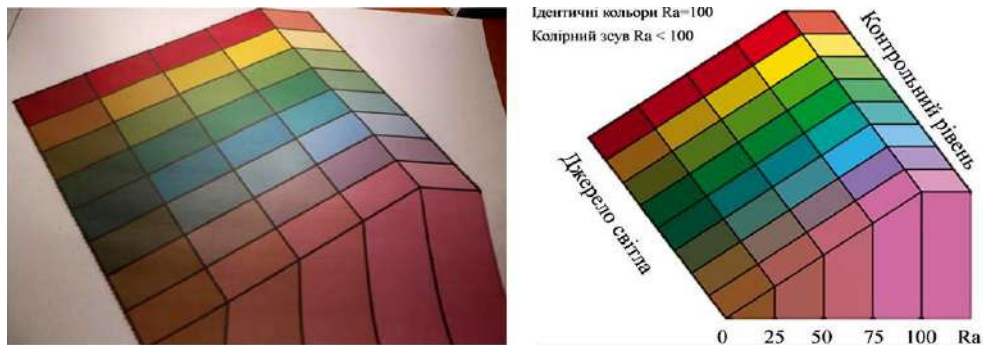 Ідентичні кольори Ra=100
Колірний зсув Ra < 100
Контрольний рівень
Джерело світла
0 25 50 75 100 Ra